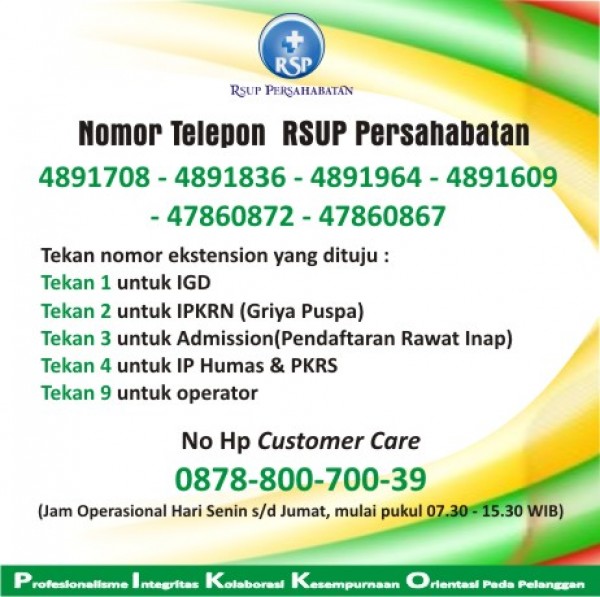 RSP
RSUP PERSAHABATAN
Nomor Telepon RSUP Persahabatan
4891708 - 4891836 - 4891964 - 4891609
- 47860872 - 47860867
Tekan nomor ekstension yang dituju :
Tekan 1 untuk IGD
Tekan 2 untuk IPKRN (Griya Puspa)
Tekan 3 untuk Admission(Pendaftaran Rawat Inap)
Tekan 4 untuk IP Humas & PKRS
Tekan 9 untuk operator
No Hp Customer Care
0878-800-700-39
(Jam Operasional Hari Senin s/d Jumat, mulai pukul 07.30 - 15.30 WIB)
Profesionalisme Integritas Kolaborasi Kesempurnaan Orientasi Pada Pelanggan